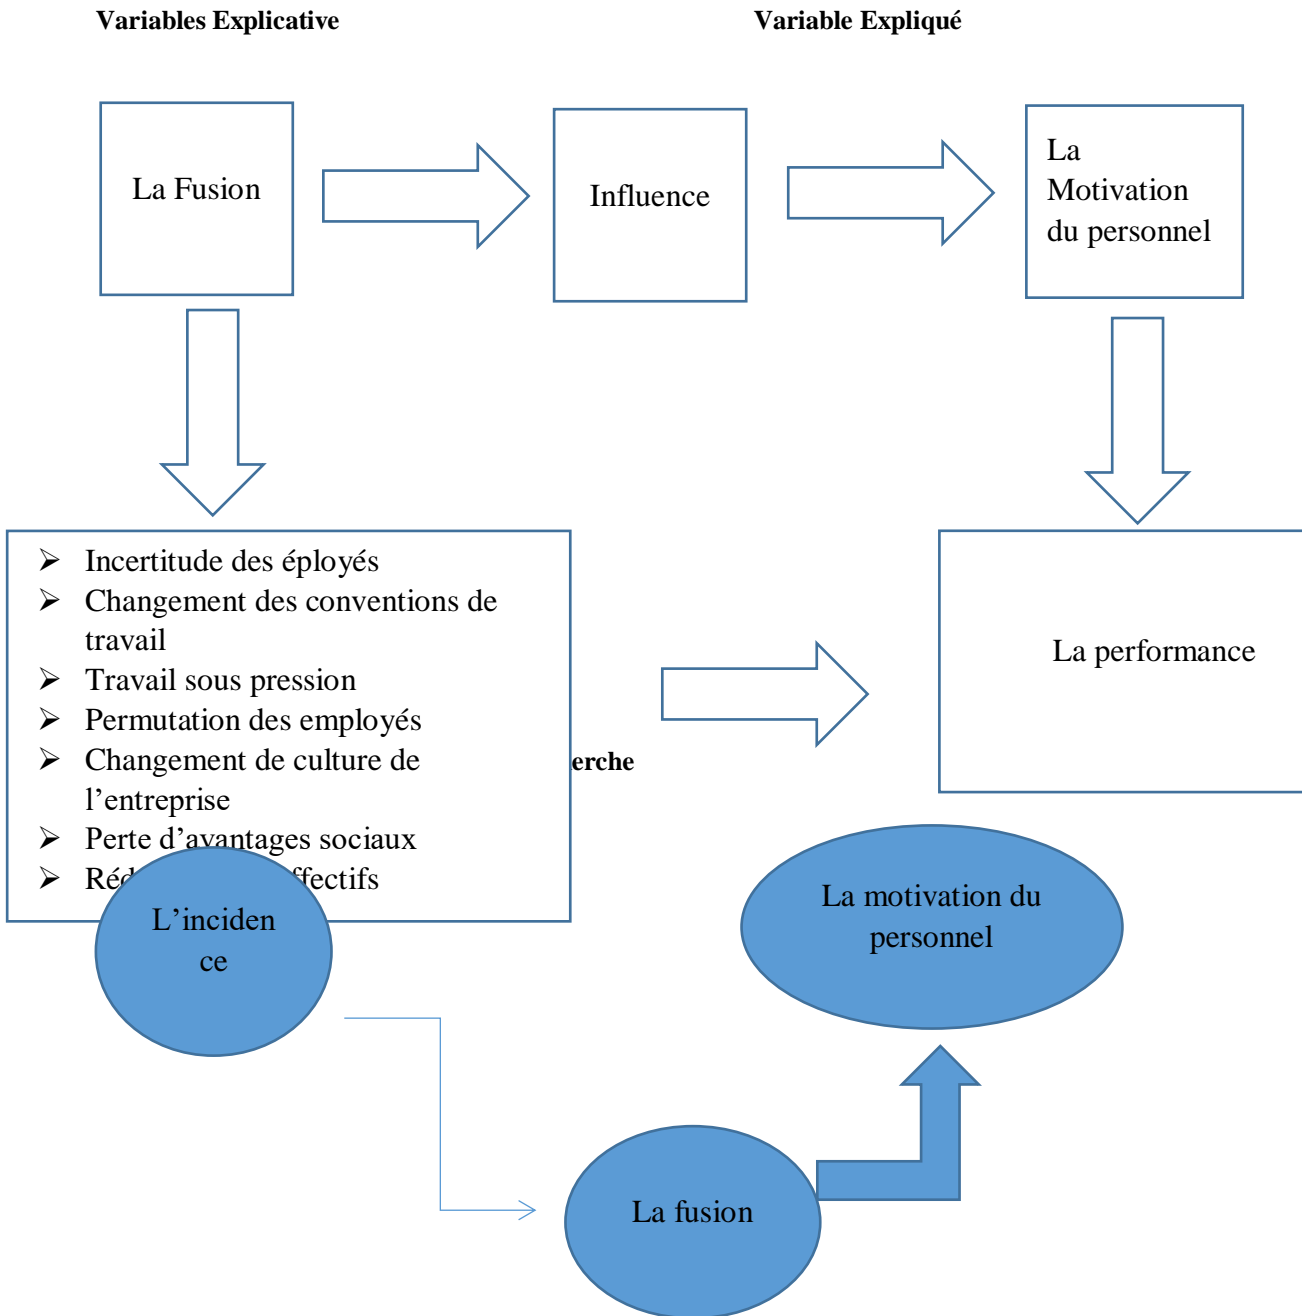 Variables Explicative
Variable Expliqué
La Fusion
Influence
La
Motivation
du personnel
➢ Incertitude des éployés
➢ Changement des conventions de
travail
➢ Travail sous pression
➢ Permutation des employés
➢ Changement de culture de
l’entreprise
➢ Perte d’avantages sociaux
➢
erche
La performance
L’inciden
ce
La motivation du
personnel
La fusion